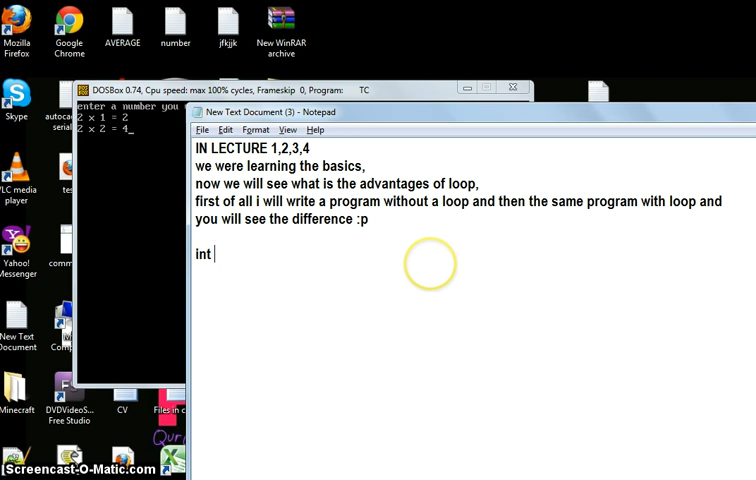 Mozilla Firefox
Google Chrome
AVERAGE
number
jfkjjk
New WinRAR archive
Skype
DOSBox 0.74, Cpu speed: max 100% cycles, Frameskip 0, Program: TC
enter a number you
2 x 1 = 2
2 x 2 = 4_
New Text Document (3) - Notepad
File Edit Format View Help
IN LECTURE 1,2,3,4
we were learning the basics,
now we will see what is the advantages of loop,
first of all i will write a program without a loop and then the same program with loop and
you will see the difference :p
int
VLC media player
Yahoo! Messenger
New Text Document
Minecraft
DVDVideoS... Free Studio
CV
Files in c
Screencast-O-Matic.com